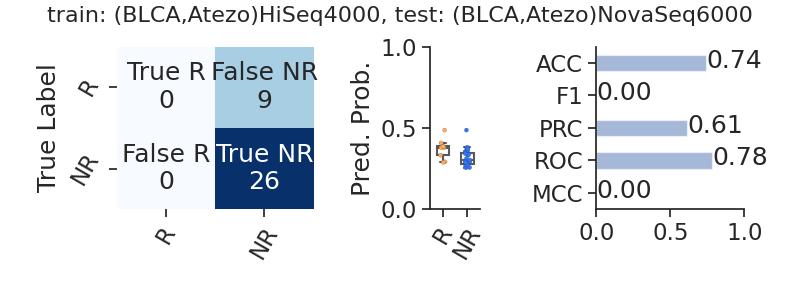 train: (BLCA,Atezo)HiSeq4000, test: (BLCA,Atezo)NovaSeq6000
True Label
R
NR
True R
0
False NR
9
False R
0
True NR
26
R
NR
Pred. Prob.
1.0
0.5
0.0
R
NR
ACC
0.74
F1
0.00
PRC
0.61
ROC
0.78
MCC
0.00
0.0
0.5
1.0